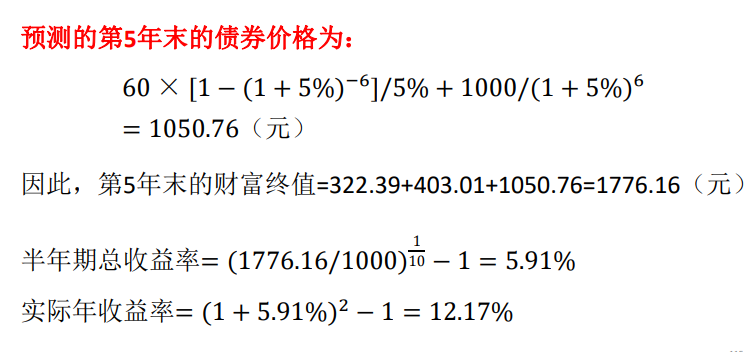 预测的第5年末的债券价格为：
60 × [1 − (1 + 5%)⁻⁶]/5% + 1000/(1 + 5%)⁶
= 1050.76（元）
因此，第5年末的财富终值=322.39+403.01+1050.76=1776.16（元）
半年期总收益率= (1776.16/1000)^(1/10) − 1 = 5.91%
实际年收益率= (1 + 5.91%)² − 1 = 12.17%